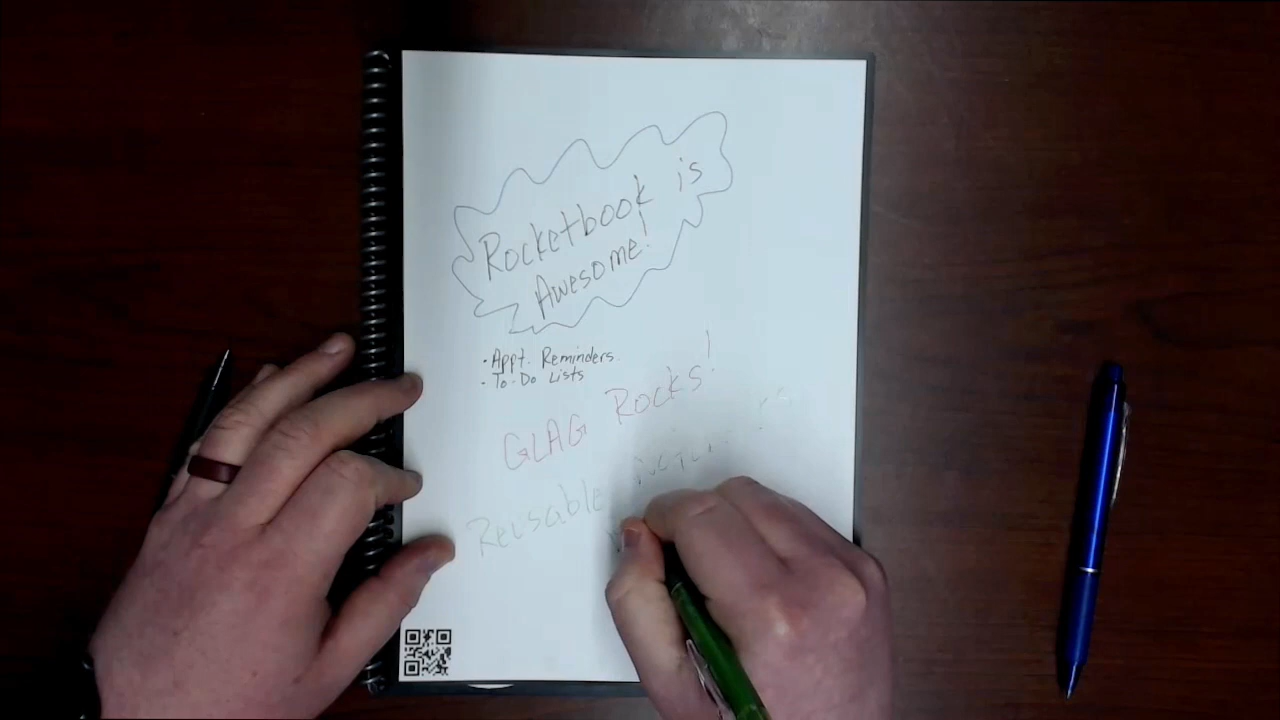 Rocketbook is
Awesome!
• Appt. Reminders
• To-Do Lists
GLAG Rocks!
Reusable